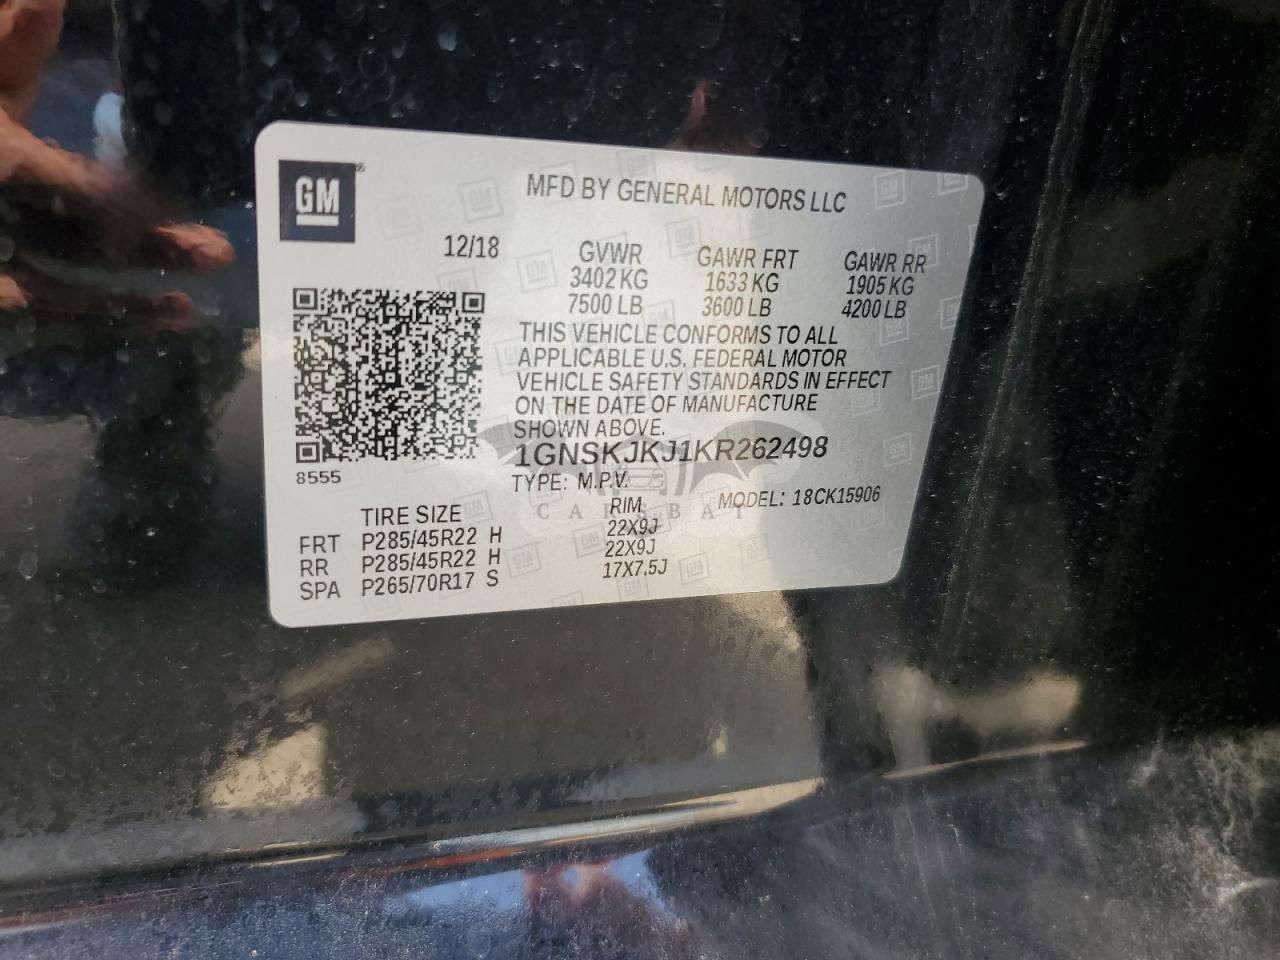 GM
MFD BY GENERAL MOTORS LLC
12/18
GVWR GAWR FRT GAWR RR
3402 KG 1633 KG 1905 KG
7500 LB 3600 LB 4200 LB
THIS VEHICLE CONFORMS TO ALL
APPLICABLE U.S. FEDERAL MOTOR
VEHICLE SAFETY STANDARDS IN EFFECT
ON THE DATE OF MANUFACTURE
SHOWN ABOVE.
1GNSKJKJ1KR262498
8555
TYPE: M.P.V. MODEL: 18CK15906
CARSBAT
TIRE SIZE RIM
FRT P285/45R22 H 22X9J
RR P285/45R22 H 22X9J
SPA P265/70R17 S 17X7.5J